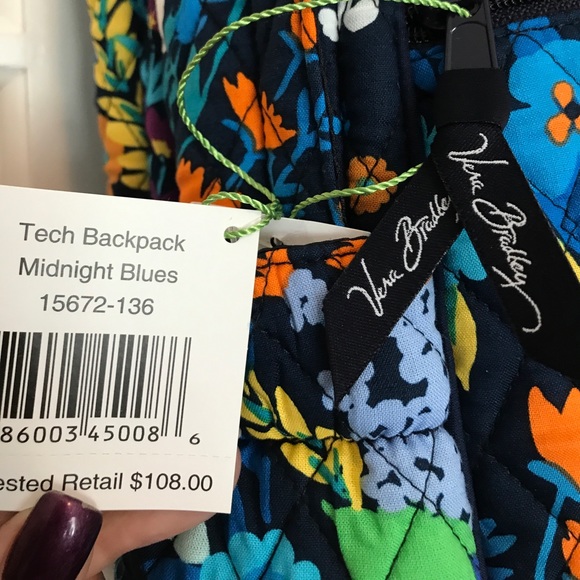 Tech Backpack
Midnight Blues
15672-136
86003 45008 6
ested Retail $108.00
Vera Bradley
Vera Bradley